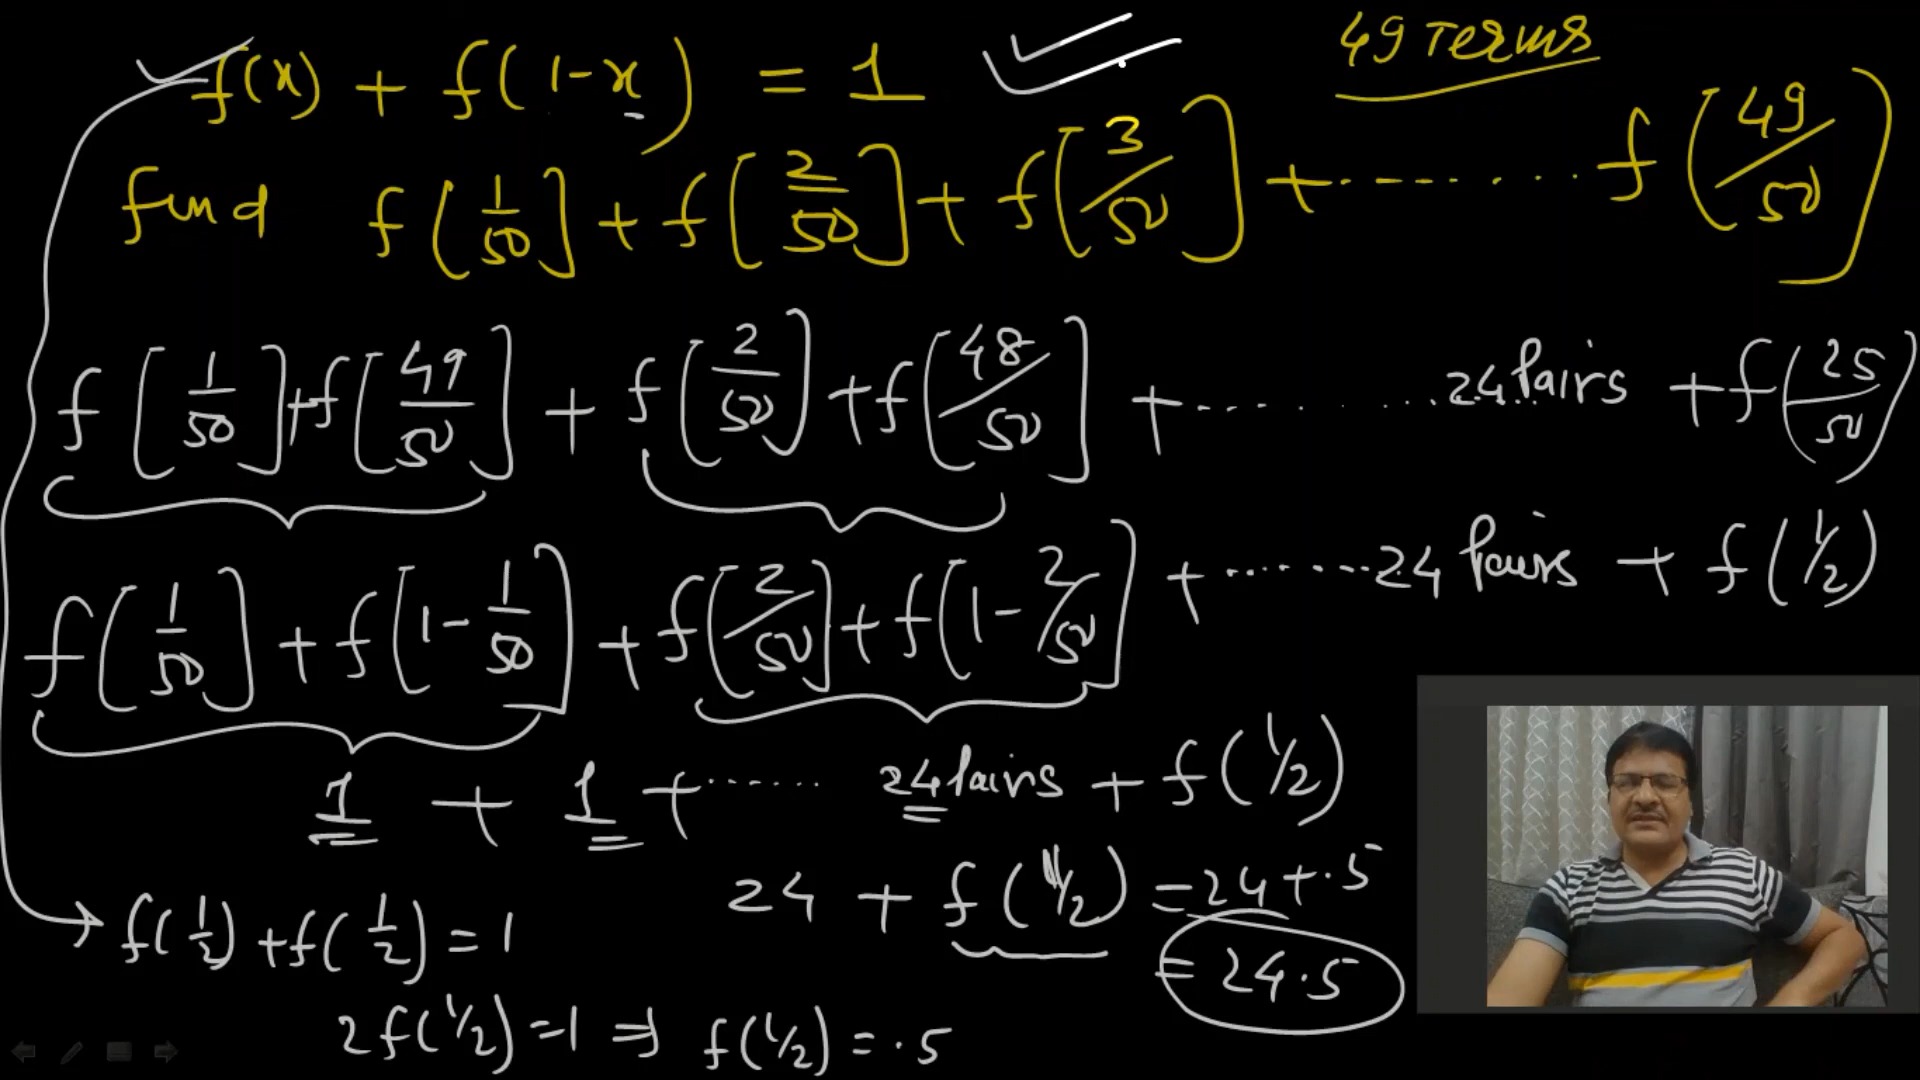 49 Terms
f(x) + f(1-x) = 1
find f(1/50] + f[2/50] + f[3/50] + ........ f[49/50)
f[1/50] + f[49/50] + f[2/50] + f[48/50] + ........ 24 Pairs + f(25/50)
f(1/50] + f[1-1/50] + f[2/50] + f(1-2/50] + ........ 24 Pairs + f(1/2)
1 + 1 + ...... 24 Pairs + f(1/2)
24 + f(1/2) = 24 + .5
= 24.5
→ f(1/2) + f(1/2) = 1
2f(1/2) = 1 ⇒ f(1/2) = .5